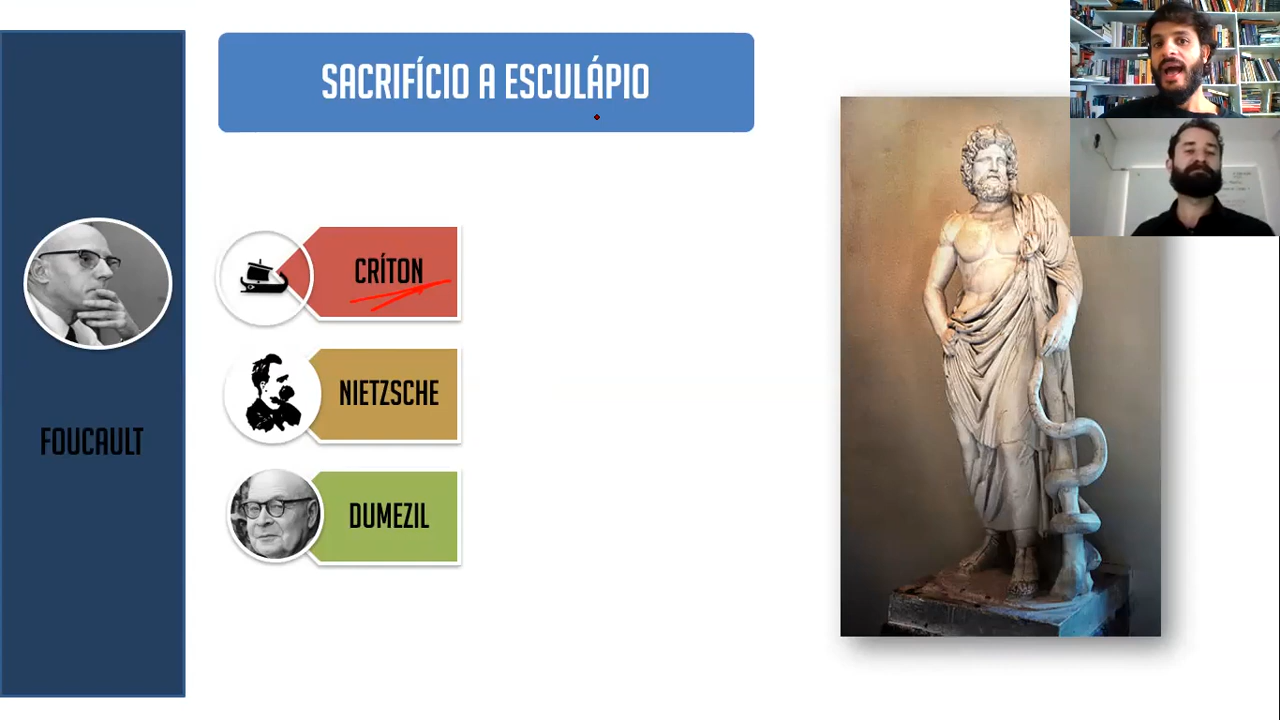 SACRIFÍCIO A ESCULÁPIO
CRÍTON
NIETZSCHE
FOUCAULT
DUMEZIL